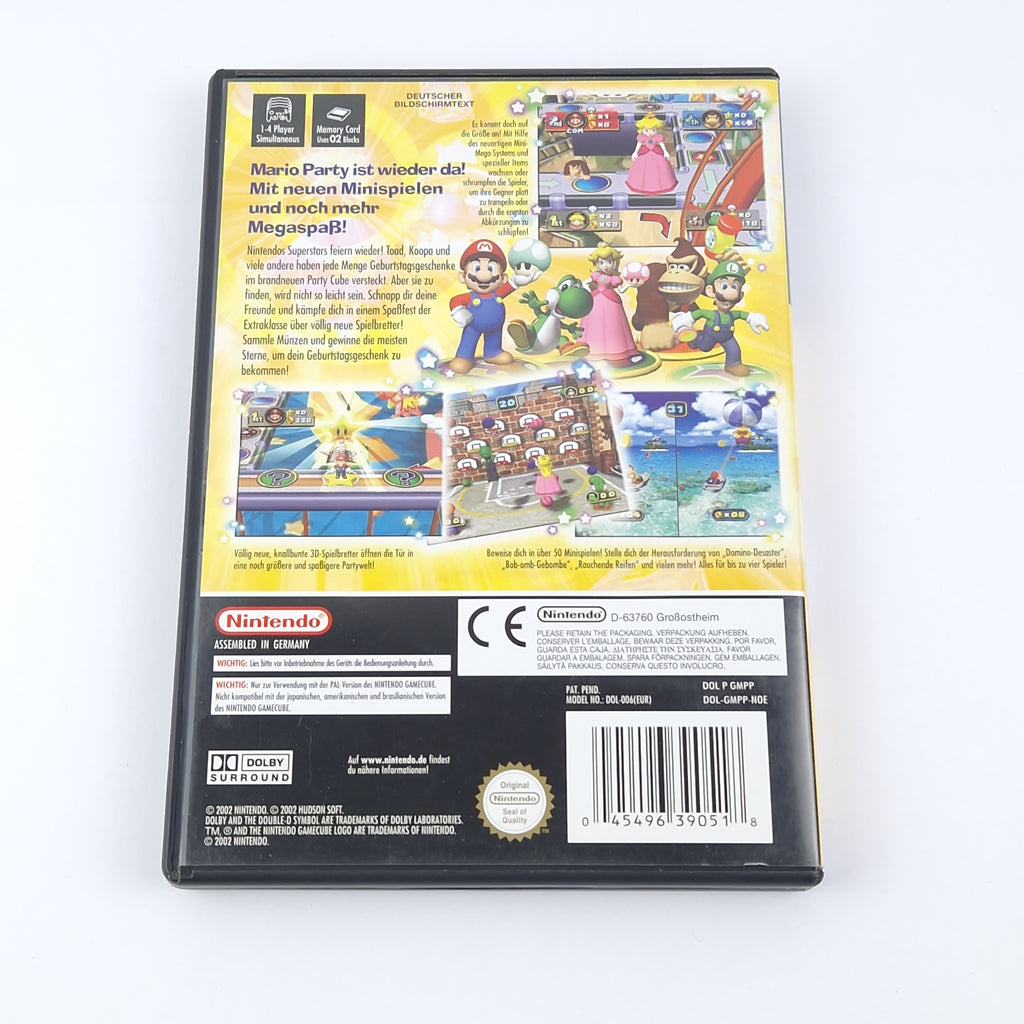 DEUTSCHER
BILDSCHIRMTEXT
1-4 Player
Simultaneous
Memory Card
Uses 02 Blocks
Mario Party ist wieder da!
Mit neuen Minispielen
und noch mehr
Megaspaß!
Nintendos Superstars feiern wieder! Toad, Koopa und
viele andere haben jede Menge Geburtstagsgeschenke
im brandneuen Party Cube versteckt. Aber sie zu
finden, wird nicht so leicht sein. Schnapp dir deine
Freunde und kämpfe dich in einem Spaßfest der
Extraklasse über völlig neue Spielbretter!
Sammle Münzen und gewinne die meisten
Sterne, um dein Geburtstagsgeschenk zu
bekommen!
Es kommt doch auf
die Größe an! Mit Hilfe
des neuartigen Mini-
Mega-Systems und
spezieller Items
wachsen oder
schrumpfen die Spieler,
um ihre Gegner platt
zu trampeln oder
durch die engsten
Abkürzungen zu
schlüpfen!
COM
20
31
Völlig neue, knallbunte 3D-Spielbretter öffnen die Tür in
eine noch größere und spaßigere Partywelt!
Beweise dich in über 50 Minispielen! Stelle dich der Herausforderung von „Domino-Desaster“,
„Bob-omb-Gebombe“, „Rauchende Reifen“ und vielen mehr! Alles für bis zu vier Spieler!
Nintendo
ASSEMBLED IN GERMANY
WICHTIG: Lies bitte vor Inbetriebnahme des Geräts die Bedienungsanleitung durch.
WICHTIG: Nur zur Verwendung mit der PAL-Version des NINTENDO GAMECUBE.
Nicht kompatibel mit der japanischen, amerikanischen und brasilianischen Version
des NINTENDO GAMECUBE.
CE
Nintendo D-63760 Großostheim
PLEASE RETAIN THE PACKAGING. VERPACKUNG AUFHEBEN.
CONSERVER L'EMBALLAGE. BEWAAR DEZE VERPAKKING. POR FAVOR,
GUARDA ESTA CAJA. ΔΙΑΤΗΡΗΣΤΕ ΤΗΝ ΣΥΣΚΕΥΑΣΙΑ. FAVOR
GUARDAR A EMBALAGEM. SPARA FÖRPACKNINGEN. GEM EMBALLAGEN.
SÄILYTÄ PAKKAUS. CONSERVA QUESTO INVOLUCRO.
PAT. PEND.
MODEL NO.: DOL-006(EUR)
DOL P GMPP
DOL-GMPP-NOE
DOLBY
SURROUND
Auf www.nintendo.de findest
du nähere Informationen!
Original
Nintendo
Seal of
Quality
TM
0 45496 39051 8
© 2002 NINTENDO. © 2002 HUDSON SOFT.
DOLBY AND THE DOUBLE-D SYMBOL ARE TRADEMARKS OF DOLBY LABORATORIES.
TM, ® AND THE NINTENDO GAMECUBE LOGO ARE TRADEMARKS OF NINTENDO.
© 2002 NINTENDO.